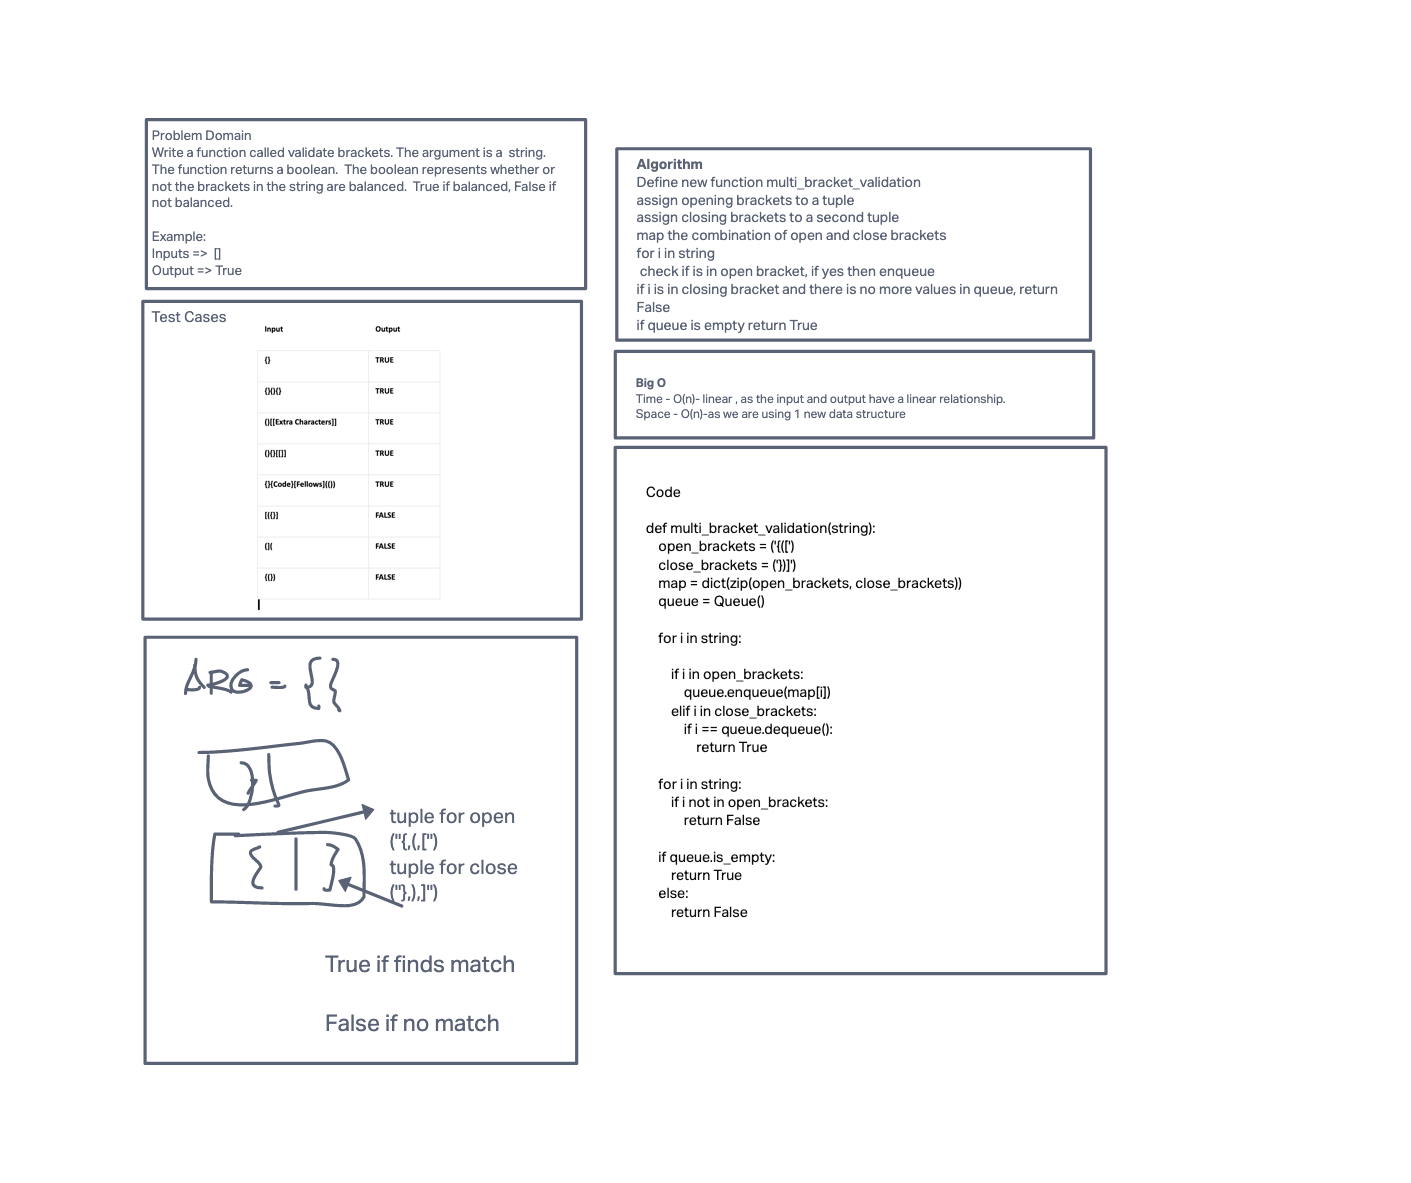 Problem Domain
Write a function called validate brackets. The argument is a string.
The function returns a boolean. The boolean represents whether or
not the brackets in the string are balanced. True if balanced, False if
not balanced.
Example:
Inputs => []
Output => True
Test Cases
Input Output
{} TRUE
{}(){} TRUE
()[[Extra Characters]] TRUE
(){}[[]] TRUE
{}{Code}[Fellows](()) TRUE
[({}] FALSE
(]( FALSE
{(}) FALSE
ARG = {{
}
{ }
tuple for open
("{,(,[")
tuple for close
("},),]")
True if finds match
False if no match
Algorithm
Define new function multi_bracket_validation
assign opening brackets to a tuple
assign closing brackets to a second tuple
map the combination of open and close brackets
for i in string
check if is in open bracket, if yes then enqueue
if i is in closing bracket and there is no more values in queue, return
False
if queue is empty return True
Big O
Time - O(n)- linear , as the input and output have a linear relationship.
Space - O(n)-as we are using 1 new data structure
Code
def multi_bracket_validation(string):
open_brackets = ('{([')
close_brackets = ('})]')
map = dict(zip(open_brackets, close_brackets))
queue = Queue()
for i in string:
if i in open_brackets:
queue.enqueue(map[i])
elif i in close_brackets:
if i == queue.dequeue():
return True
for i in string:
if i not in open_brackets:
return False
if queue.is_empty:
return True
else:
return False